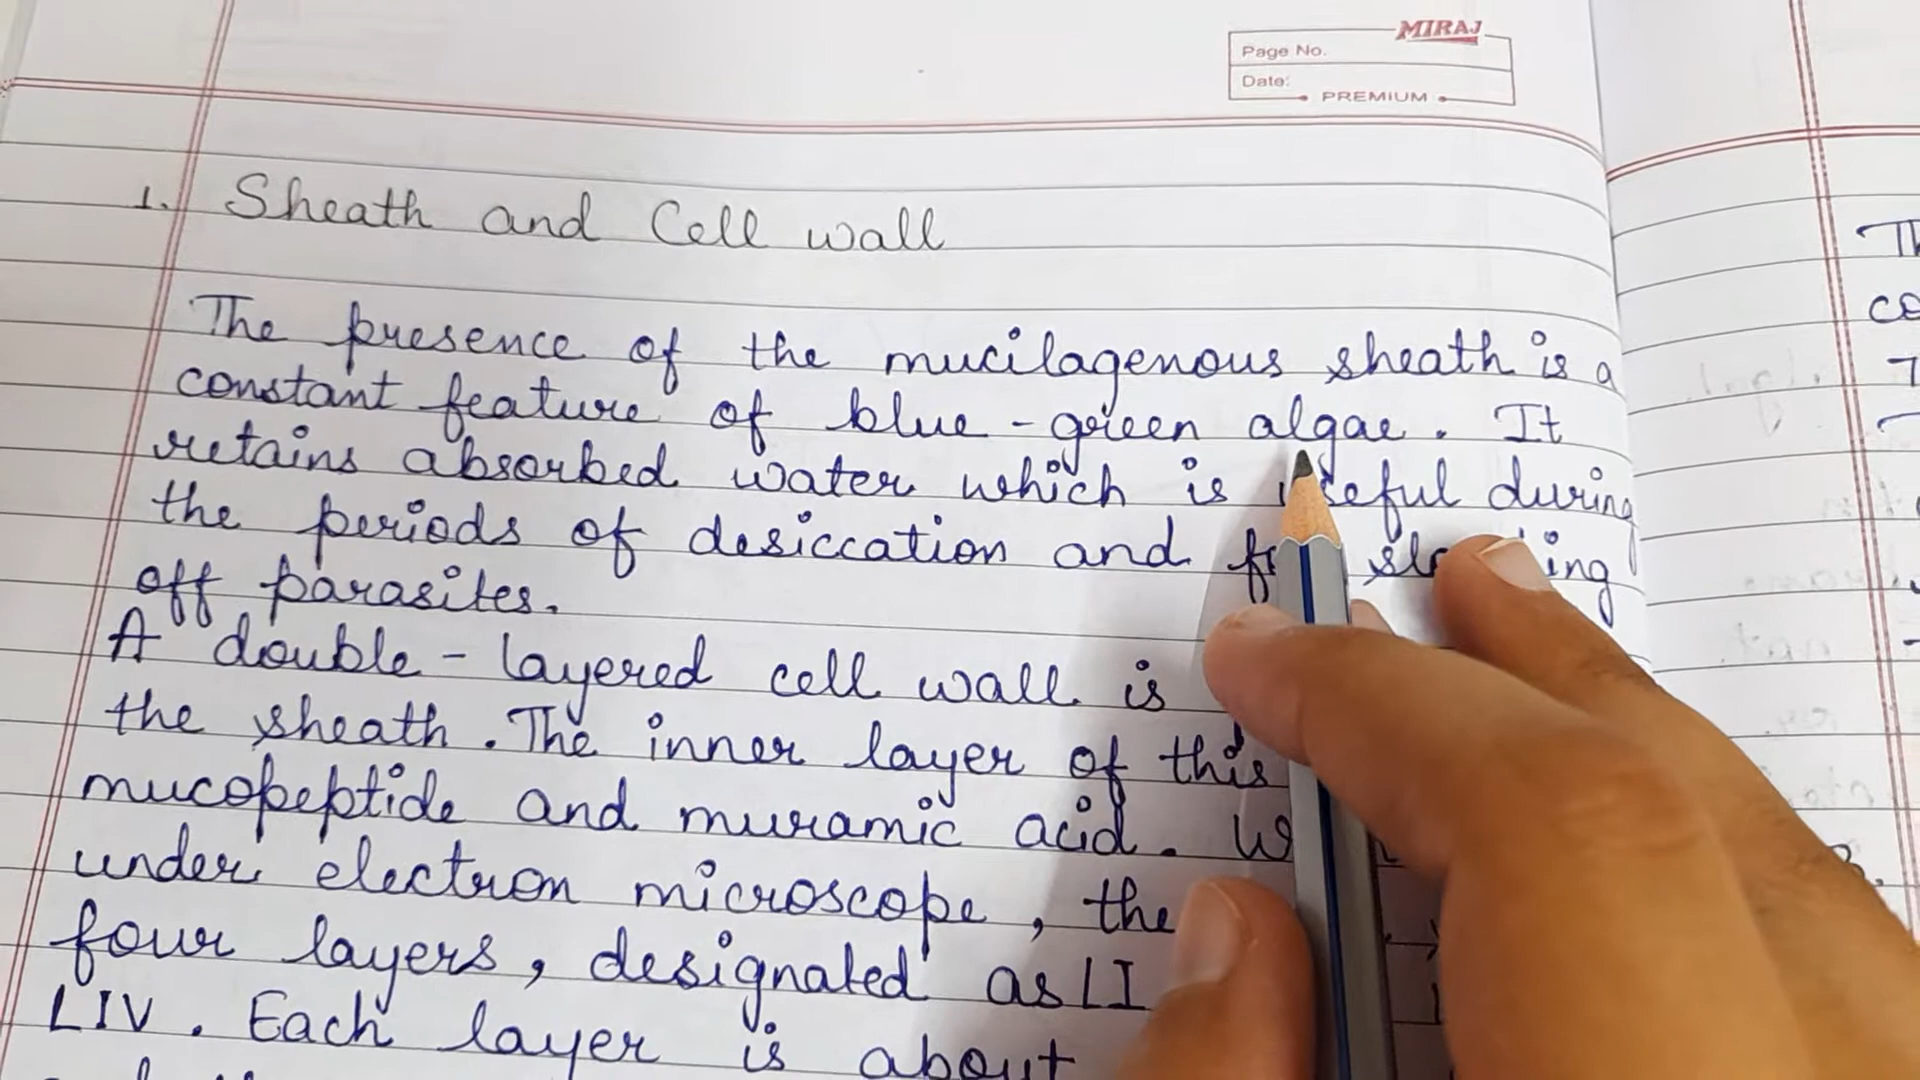 MIRAJ
Page No.
Date:
PREMIUM
1. Sheath and Cell wall
The presence of the mucilagenous sheath is a
constant feature of blue-green algae. It
retains absorbed water which is useful during
the periods of desiccation and
off parasites.
A double-layered cell wall is
the sheath. The inner layer of this
mucopeptide and muramic acid.
under electron microscope, the
four layers, designated as LI
LIV. Each layer is about